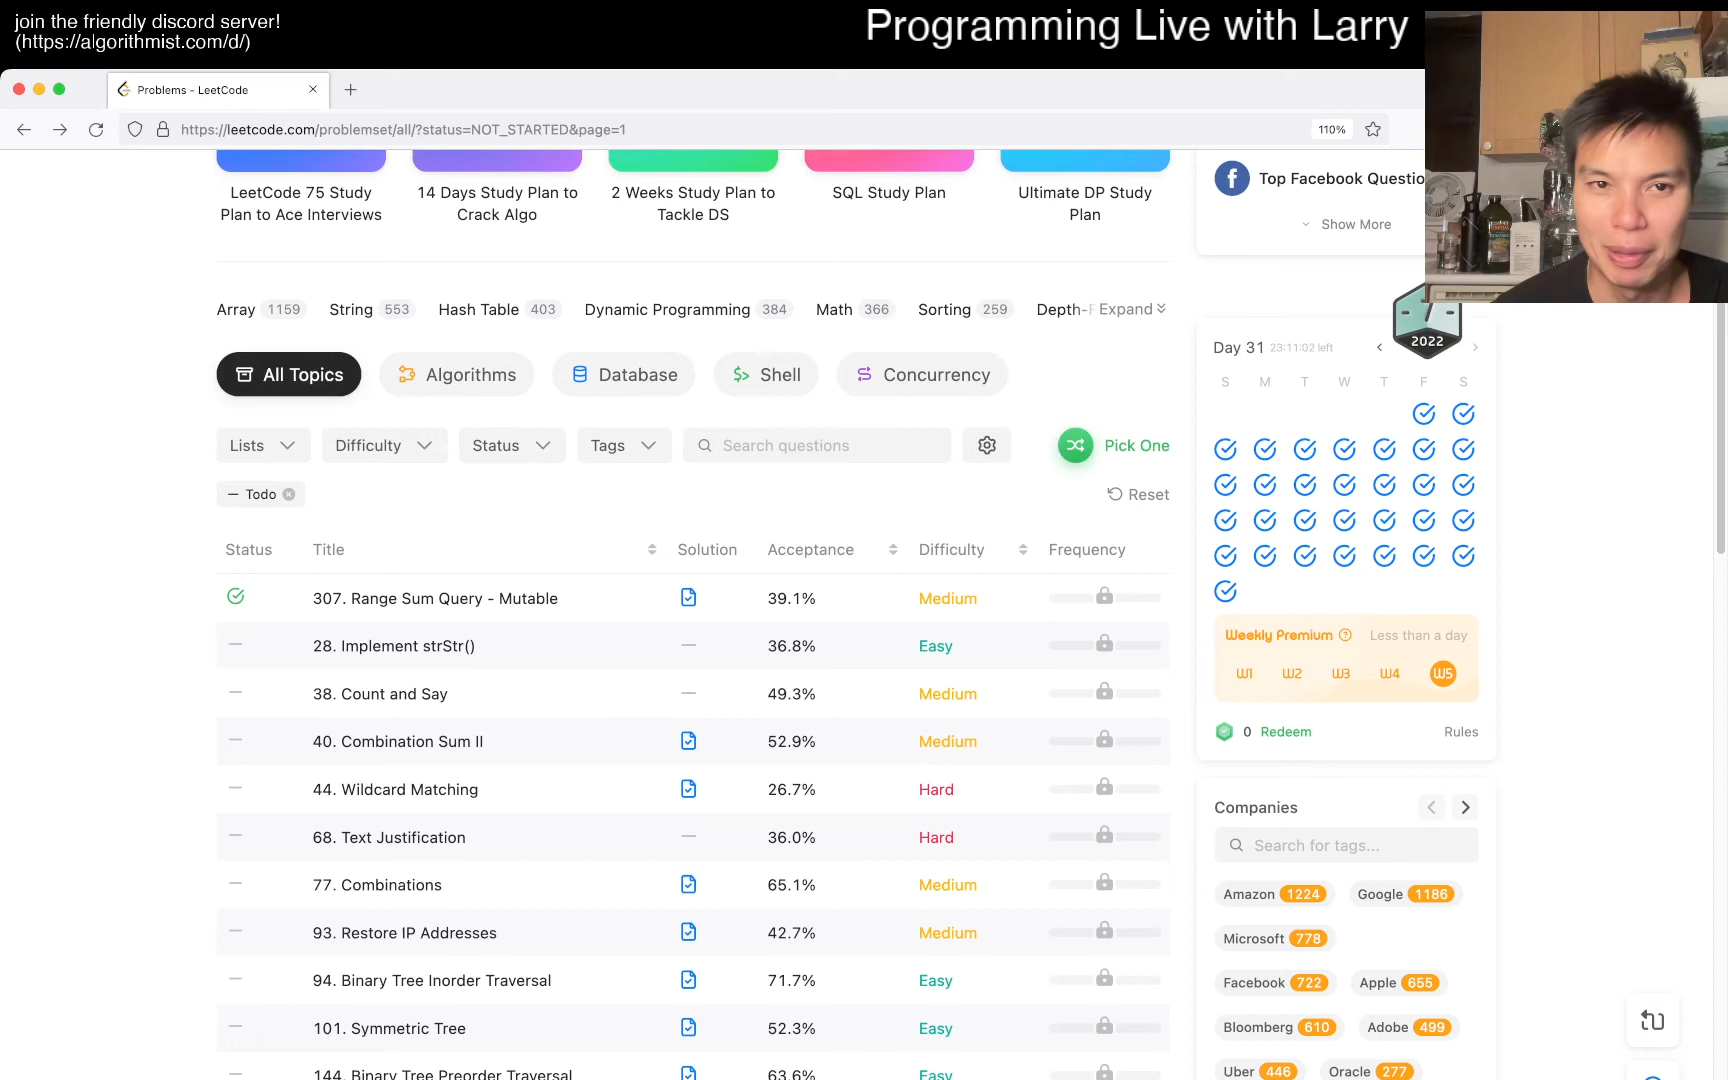 join the friendly discord server!
(https://algorithmist.com/d/)
Programming Live with Larry
Problems - LeetCode
https://leetcode.com/problemset/all/?status=NOT_STARTED&page=1
110%
LeetCode 75 Study
Plan to Ace Interviews
14 Days Study Plan to
Crack Algo
2 Weeks Study Plan to
Tackle DS
SQL Study Plan
Ultimate DP Study
Plan
Top Facebook Questio
Show More
Array 1159
String 553
Hash Table 403
Dynamic Programming 384
Math 366
Sorting 259
Depth-F
Expand
All Topics
Algorithms
Database
Shell
Concurrency
Lists
Difficulty
Status
Tags
Search questions
Pick One
Todo
Reset
Status Title Solution Acceptance Difficulty Frequency
307. Range Sum Query - Mutable 39.1% Medium
28. Implement strStr() 36.8% Easy
38. Count and Say 49.3% Medium
40. Combination Sum II 52.9% Medium
44. Wildcard Matching 26.7% Hard
68. Text Justification 36.0% Hard
77. Combinations 65.1% Medium
93. Restore IP Addresses 42.7% Medium
94. Binary Tree Inorder Traversal 71.7% Easy
101. Symmetric Tree 52.3% Easy
144. Binary Tree Preorder Traversal 63.6% Easy
Day 31 23:11:02 left
2022
S M T W T F S
Weekly Premium Less than a day
W1 W2 W3 W4 W5
0 Redeem Rules
Companies
Search for tags...
Amazon 1224
Google 1186
Microsoft 778
Facebook 722
Apple 655
Bloomberg 610
Adobe 499
Uber 446
Oracle 277